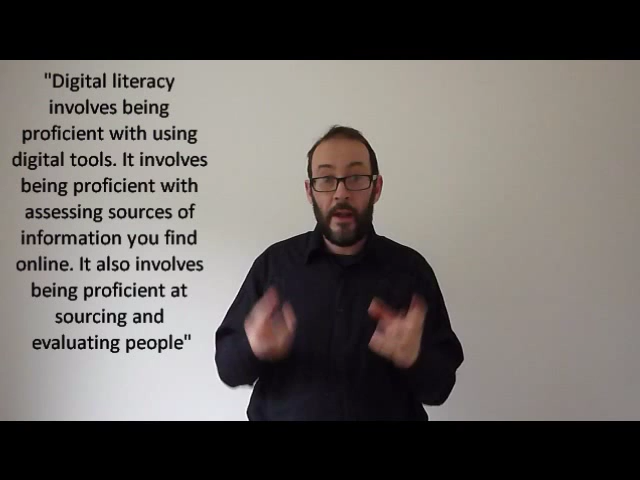 "Digital literacy
involves being
proficient with using
digital tools. It involves
being proficient with
assessing sources of
information you find
online. It also involves
being proficient at
sourcing and
evaluating people"